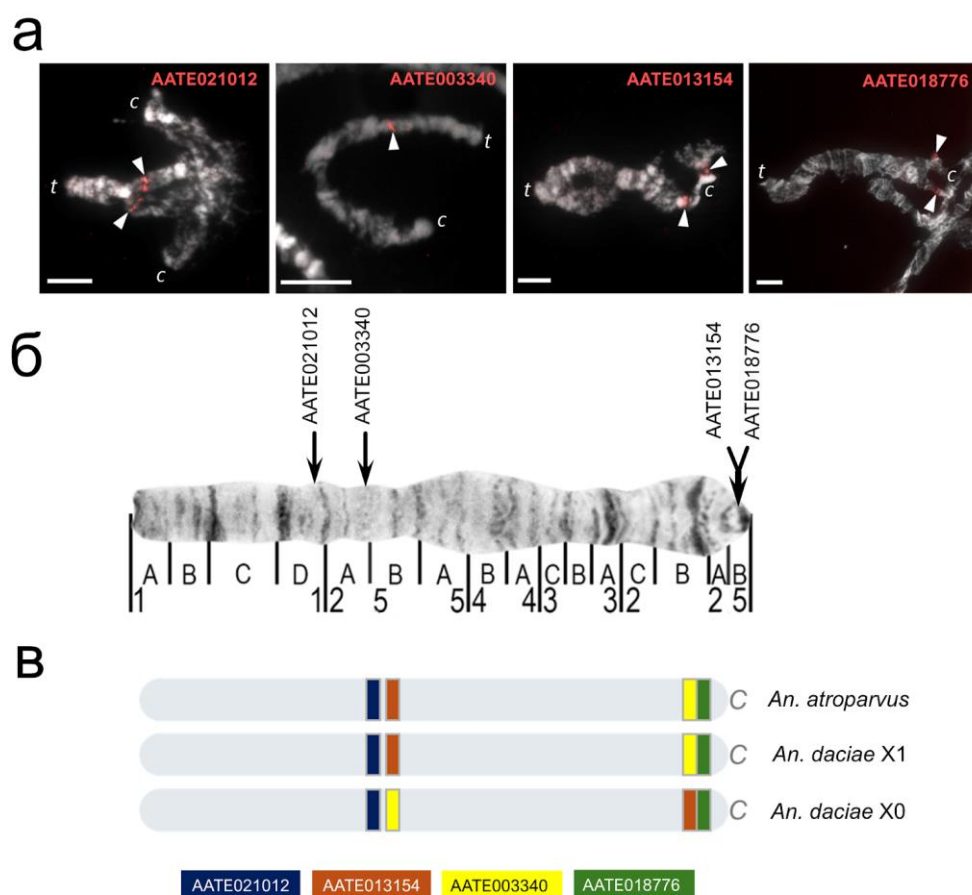 а
AATE021012 AATE003340 AATE013154 AATE018776
c t c
t c
t c
t c
б
AATE021012
AATE003340
AATE013154
AATE018776
A B C D A B A B A C B A C B A B
1 1 2 5 5 4 4 3 3 2 2 5
в
C An. atroparvus
C An. daciae X1
C An. daciae X0
AATE021012 AATE013154 AATE003340 AATE018776